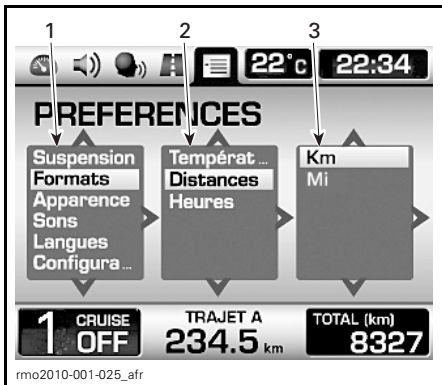 1 2 3
22°c 22:34
PREFERENCES
Suspension
Formats
Apparence
Sons
Langues
Configura...
Températ...
Distances
Heures
Km
Mi
1 CRUISE OFF
TRAJET A
234.5 km
TOTAL (km)
8327
rmo2010-001-025_afr